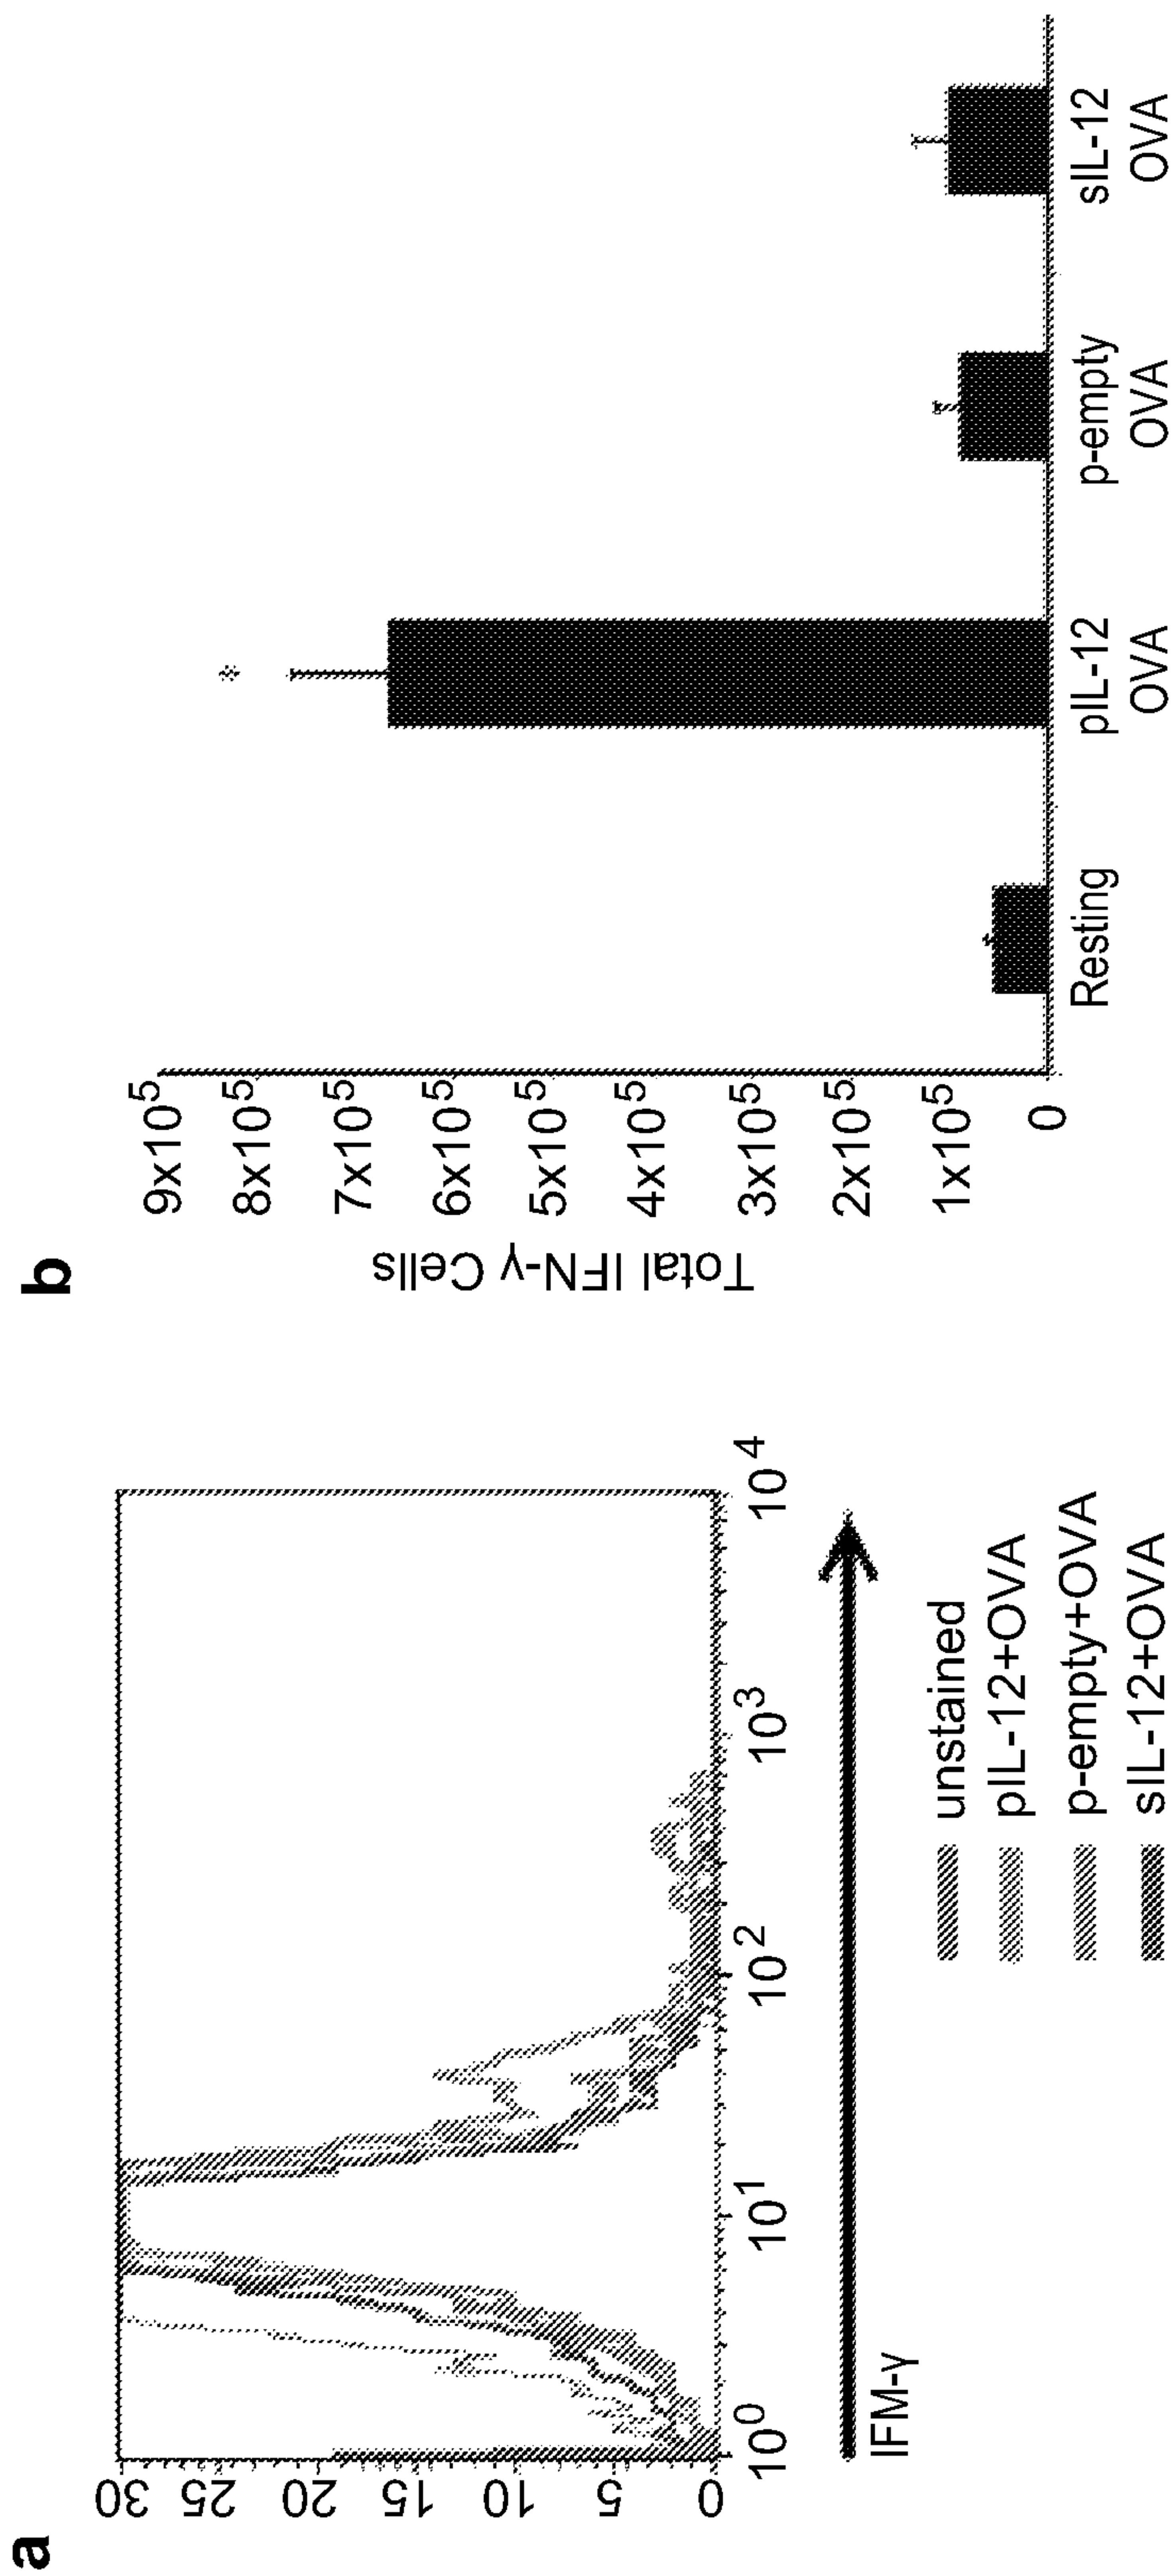 a
30
25
20
15
10
5
0
10^0 10^1 10^2 10^3 10^4
IFM-γ
unstained
pIL-12+OVA
p-empty+OVA
sIL-12+OVA
b
Total IFN-γ Cells
9x10^5
8x10^5
7x10^5
6x10^5
5x10^5
4x10^5
3x10^5
2x10^5
1x10^5
0
*
Resting pIL-12 p-empty sIL-12
OVA OVA OVA